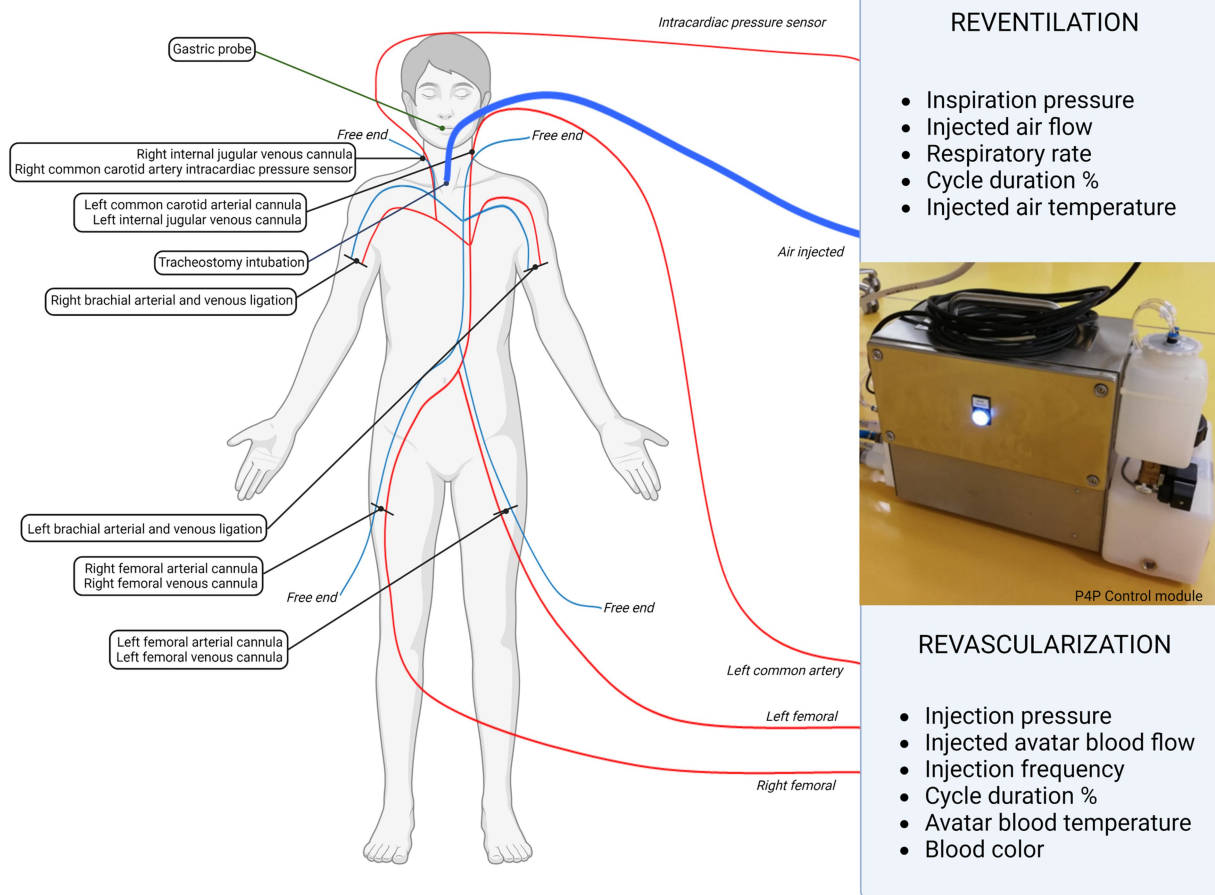 Intracardiac pressure sensor
Gastric probe
Free end
Free end
Right internal jugular venous cannula
Right common carotid artery intracardiac pressure sensor
Left common carotid arterial cannula
Left internal jugular venous cannula
Tracheostomy intubation
Air injected
Right brachial arterial and venous ligation
Left brachial arterial and venous ligation
Right femoral arterial cannula
Right femoral venous cannula
Free end
Free end
Left femoral arterial cannula
Left femoral venous cannula
Left common artery
Left femoral
Right femoral
REVENTILATION
• Inspiration pressure
• Injected air flow
• Respiratory rate
• Cycle duration %
• Injected air temperature
P4P Control module
REVASCULARIZATION
• Injection pressure
• Injected avatar blood flow
• Injection frequency
• Cycle duration %
• Avatar blood temperature
• Blood color